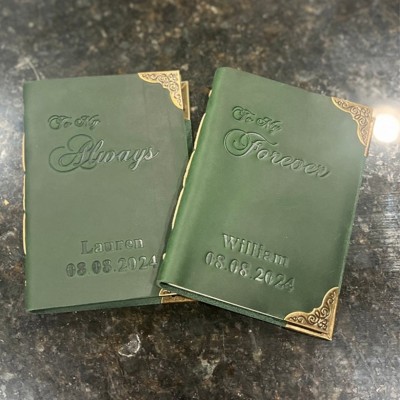 To My
Always
Lauren
08.08.2024
To My
Forever
William
08.08.2024